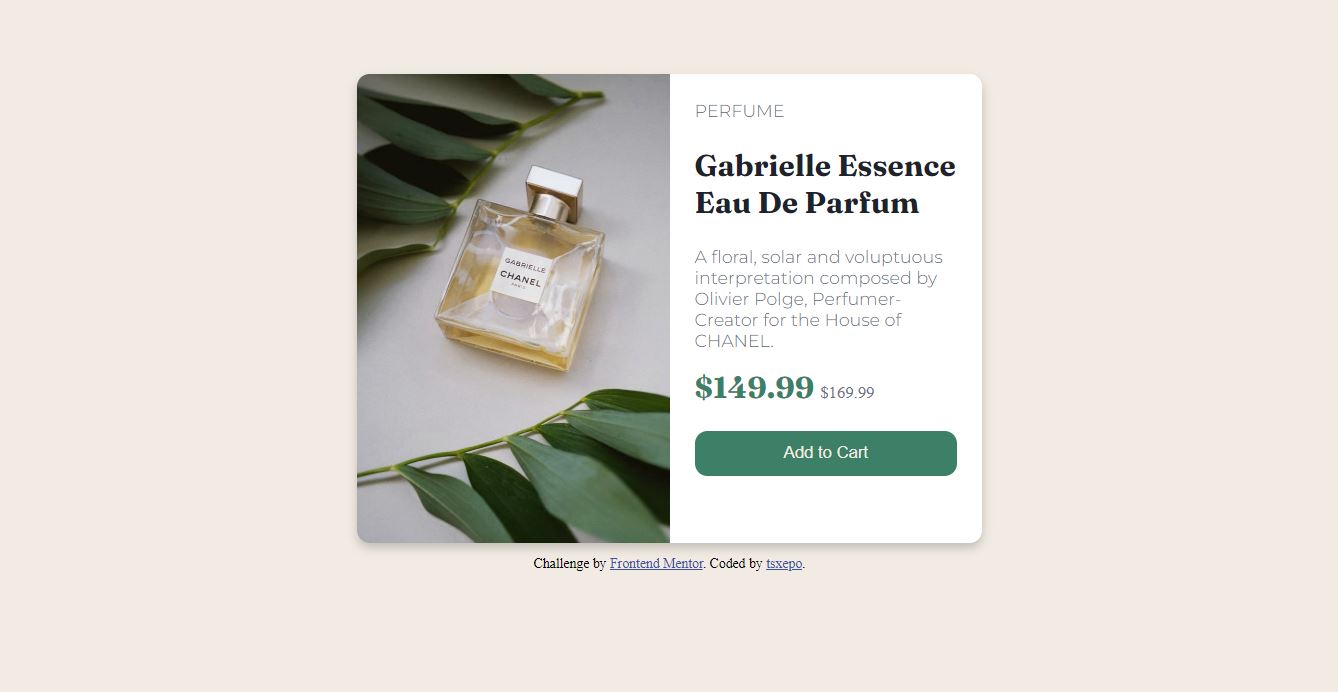 PERFUME
Gabrielle Essence
Eau De Parfum
A floral, solar and voluptuous
interpretation composed by
Olivier Polge, Perfumer-
Creator for the House of
CHANEL.
$149.99 $169.99
Add to Cart
GABRIELLE
CHANEL
PARIS
Challenge by Frontend Mentor. Coded by tsxepo.